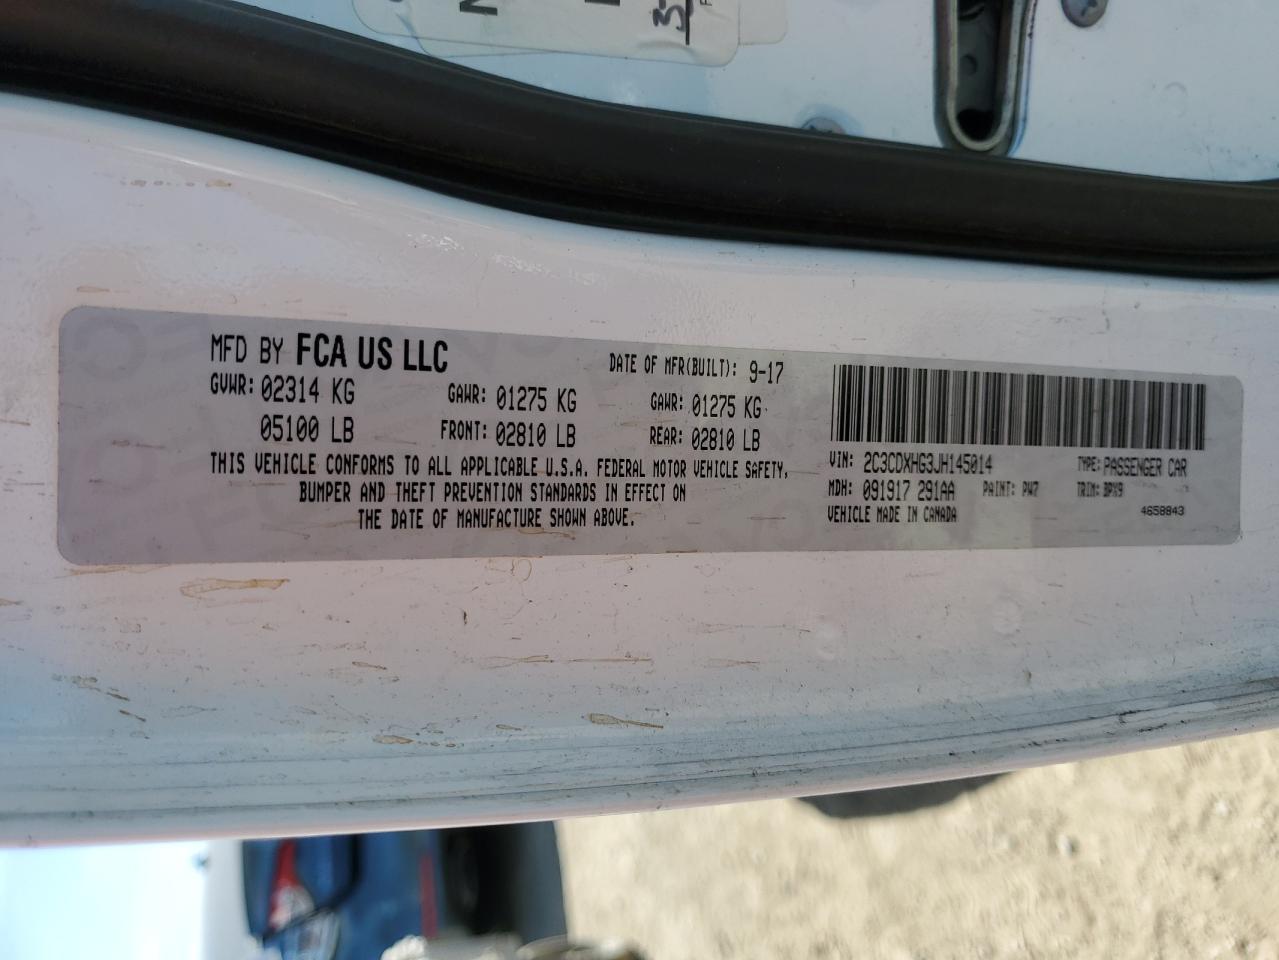 MFD BY FCA US LLC
DATE OF MFR(BUILT): 9-17
GVWR: 02314 KG
GAWR: 01275 KG
GAWR: 01275 KG
05100 LB
FRONT: 02810 LB
REAR: 02810 LB
THIS VEHICLE CONFORMS TO ALL APPLICABLE U.S.A. FEDERAL MOTOR VEHICLE SAFETY,
BUMPER AND THEFT PREVENTION STANDARDS IN EFFECT ON
THE DATE OF MANUFACTURE SHOWN ABOVE.
VIN: 2C3CDXHG3JH145014
TYPE: PASSENGER CAR
MDH: 091917 291AA
PAINT: PW7
TRIM: BPX9
VEHICLE MADE IN CANADA
4658843